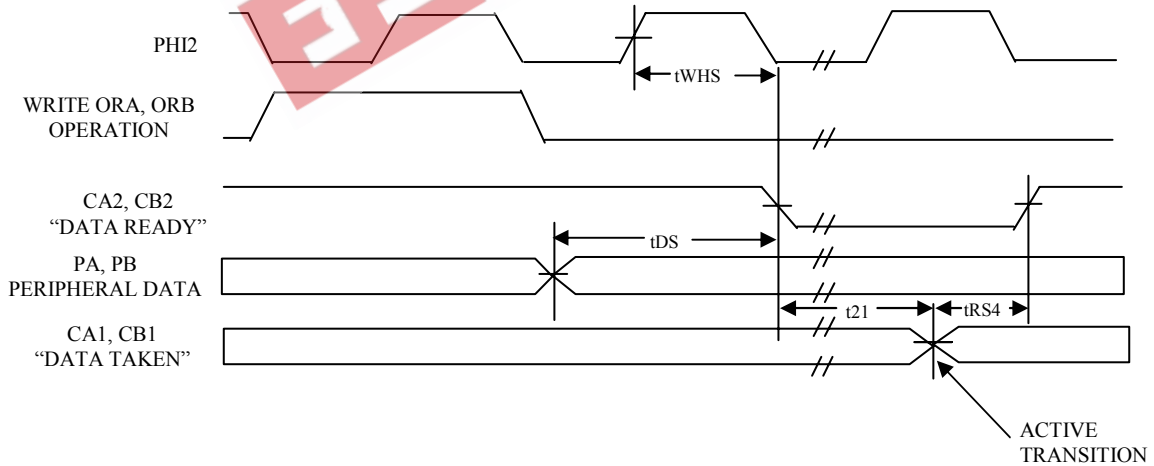 PHI2
tWHS
WRITE ORA, ORB
OPERATION
CA2, CB2
“DATA READY”
tDS
PA, PB
PERIPHERAL DATA
t21
tRS4
CA1, CB1
“DATA TAKEN”
ACTIVE
TRANSITION